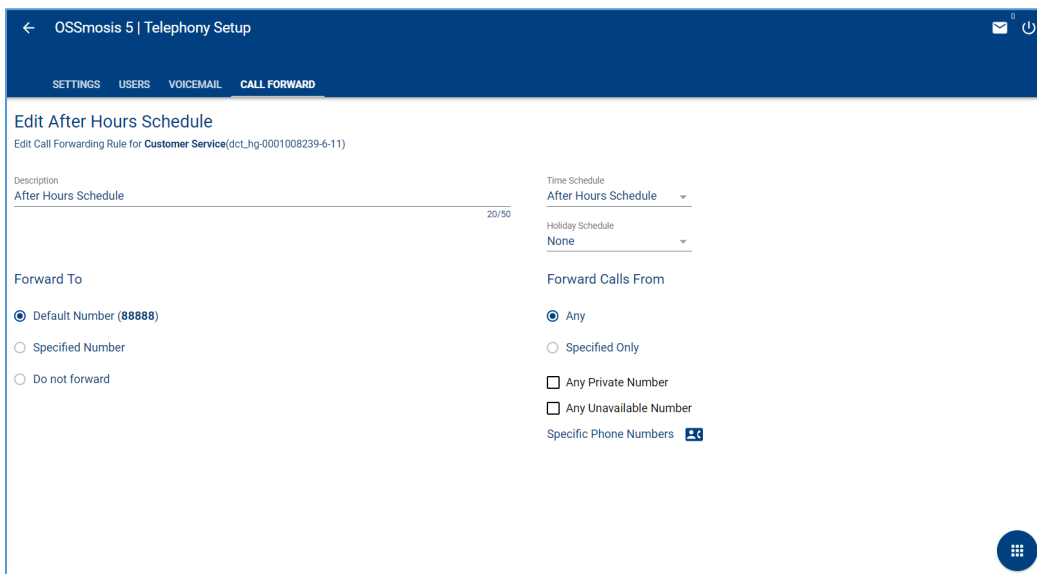 OSSmosis 5 | Telephony Setup
0
SETTINGS USERS VOICEMAIL CALL FORWARD
Edit After Hours Schedule
Edit Call Forwarding Rule for Customer Service(dct_hg-0001008239-6-11)
Description
After Hours Schedule
20/50
Time Schedule
After Hours Schedule
Holiday Schedule
None
Forward To
Default Number (88888)
Specified Number
Do not forward
Forward Calls From
Any
Specified Only
Any Private Number
Any Unavailable Number
Specific Phone Numbers